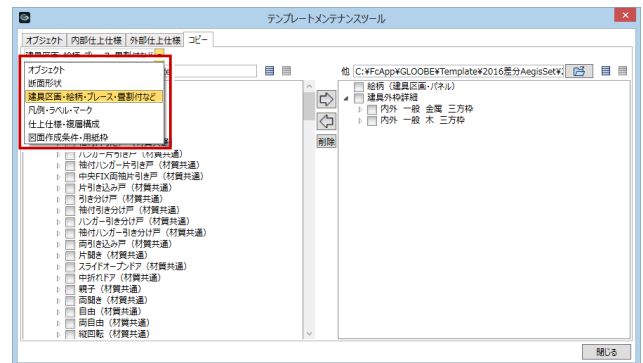 テンプレートメンテナンスツール
オブジェクト 内部仕上仕様 外部仕上仕様 コピー
オブジェクト
断面形状
建具区画・絵柄・ブレース・畳割付など
凡例・ラベル・マーク
仕上仕様・複層構成
図面作成条件・用紙枠
他 C:¥FcApp¥GLOOBE¥Template¥2016差分AegisSet¥
絵柄（建具区画・パネル）
建具外枠詳細
内外 一般 金属 三方枠
内外 一般 木 三方枠
削除
ハンガー片引き戸（材質共通）
袖付ハンガー片引き戸（材質共通）
中央FIX両袖片引き戸（材質共通）
片引き込み戸（材質共通）
引き分け戸（材質共通）
袖付引き分け戸（材質共通）
ハンガー引き分け戸（材質共通）
袖付ハンガー引き分け戸（材質共通）
両引き込み戸（材質共通）
片開き（材質共通）
スライドオープンドア（材質共通）
中折れドア（材質共通）
親子（材質共通）
両開き（材質共通）
自由（材質共通）
両自由（材質共通）
縦回転（材質共通）
閉じる